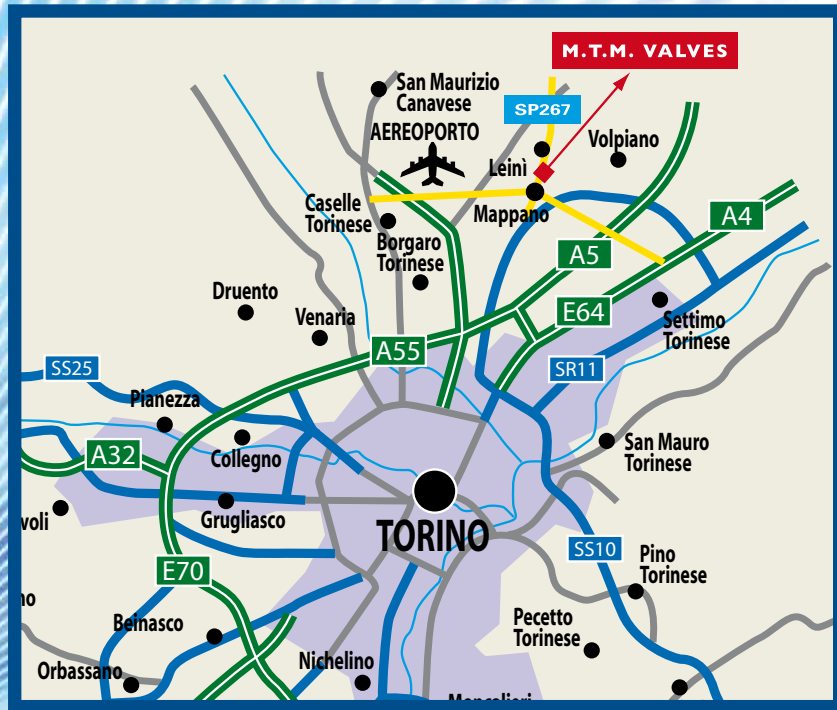 M.T.M. VALVES
San Maurizio
Canavese
SP267
AEREOPORTO
Volpiano
Leinì
Caselle
Torinese
Mappano
A4
Borgaro
Torinese
A5
Druento
Venaria
E64
Settimo
Torinese
A55
SS25
SR11
Pianezza
San Mauro
Torinese
A32
Collegno
voli
Grugliasco
TORINO
SS10
Pino
Torinese
E70
no
Beinasco
Pecetto
Torinese
Orbassano
Nichelino
Moncalieri